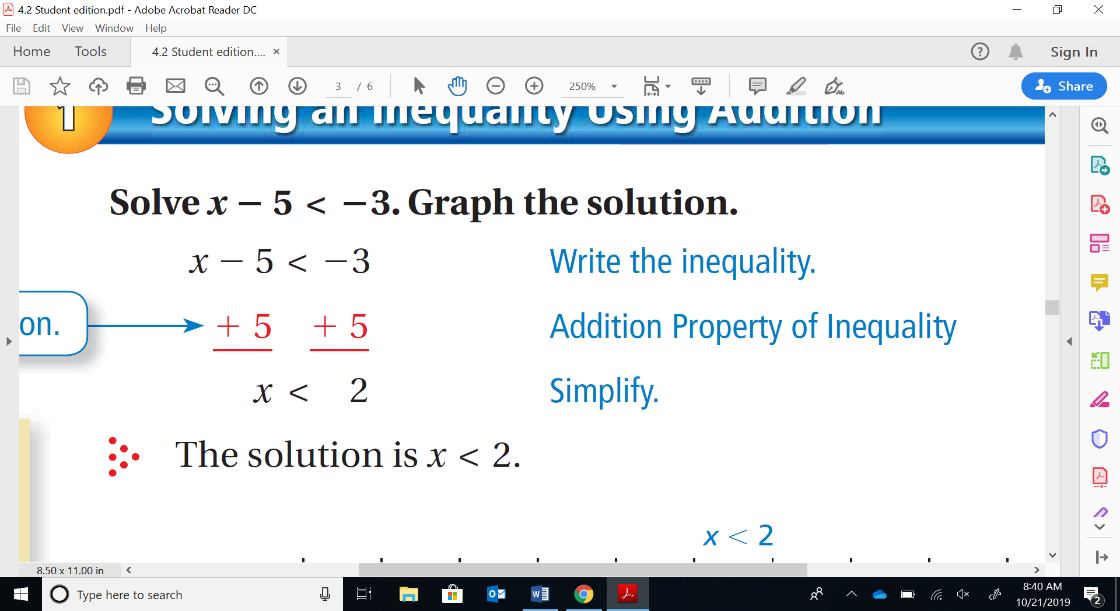 4.2 Student edition.pdf - Adobe Acrobat Reader DC
File Edit View Window Help
Home Tools 4.2 Student edition.... × Sign In
3 / 6 250% Share
1 Solving an Inequality Using Addition
Solve x − 5 < −3. Graph the solution.
x − 5 < −3 Write the inequality.
on. + 5 + 5 Addition Property of Inequality
x < 2 Simplify.
The solution is x < 2.
x < 2
8.50 x 11.00 in
Type here to search 8:40 AM
10/21/2019 2